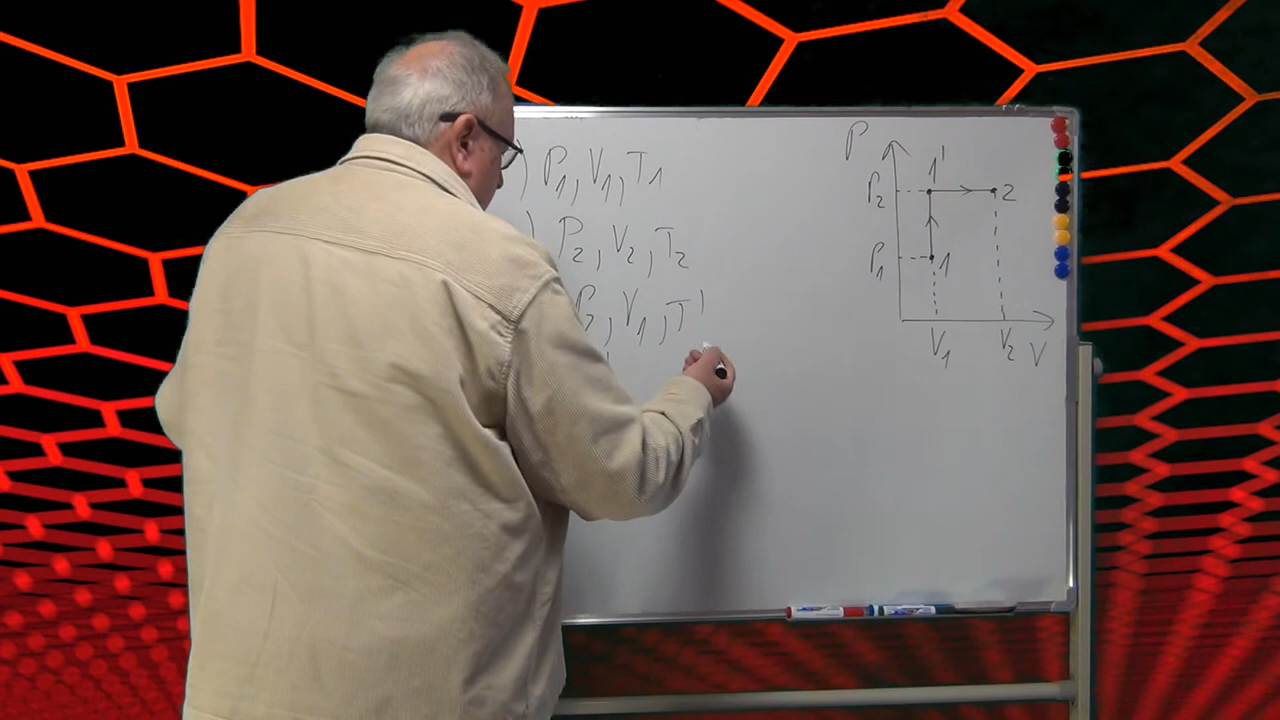 ) P₁, V₁, T₁
) P₂, V₂, T₂
P₂, V₁, T'
P
1'
P₂
2
P₁
1
V₁
V₂
V